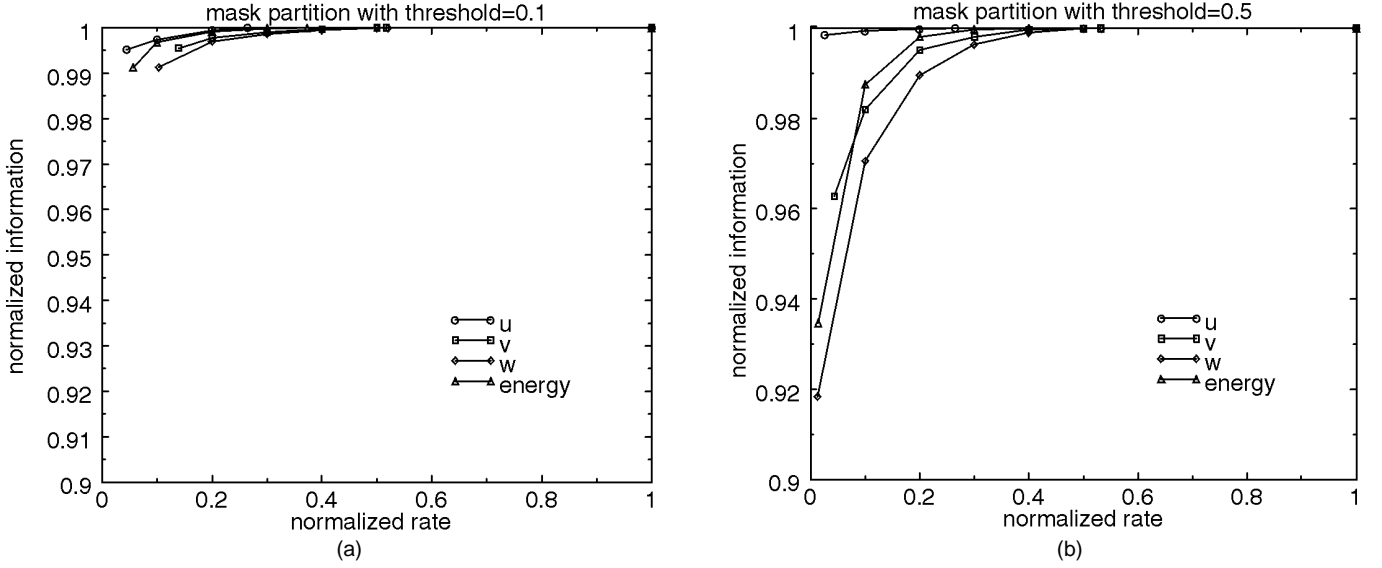 mask partition with threshold=0.1
1
0.99
0.98
0.97
0.96
0.95
0.94
0.93
0.92
0.91
0.9
normalized information
u
v
w
energy
0 0.2 0.4 0.6 0.8 1
normalized rate
(a)
mask partition with threshold=0.5
1
0.98
0.96
0.94
0.92
0.9
normalized information
u
v
w
energy
0 0.2 0.4 0.6 0.8 1
normalized rate
(b)